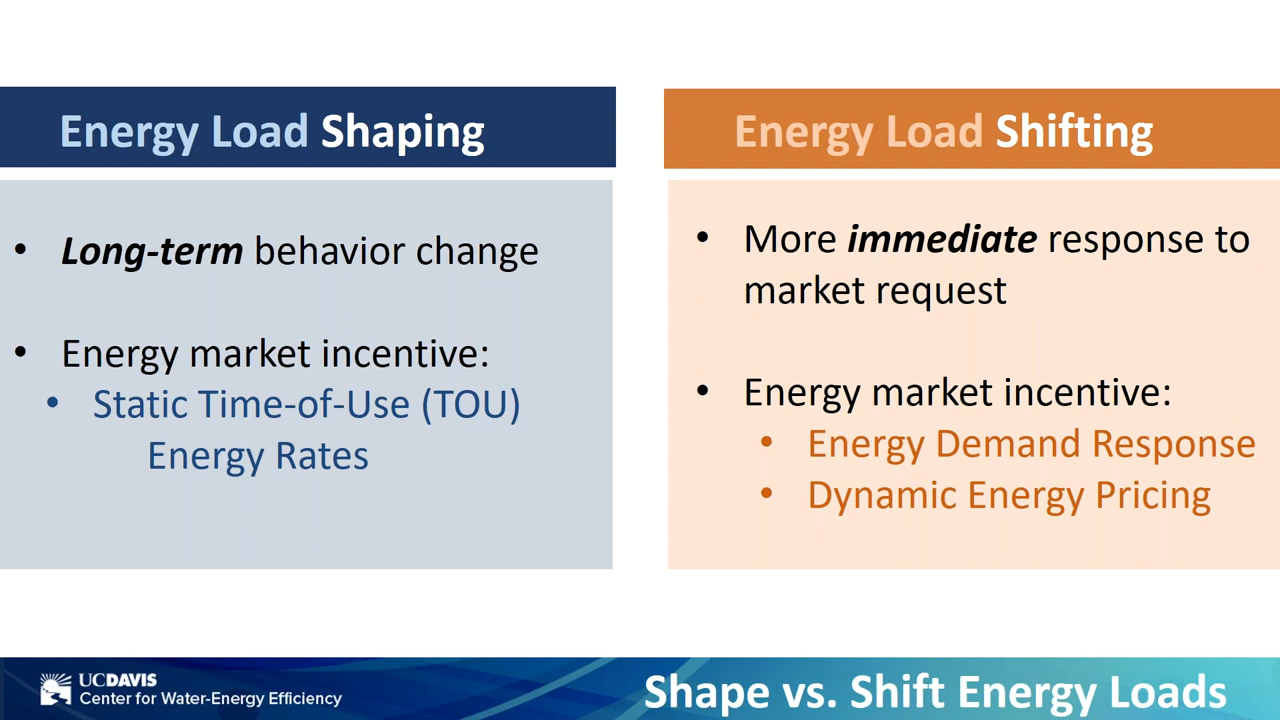 Energy Load Shaping
• Long-term behavior change
• Energy market incentive:
• Static Time-of-Use (TOU)
Energy Rates
Energy Load Shifting
• More immediate response to
market request
• Energy market incentive:
• Energy Demand Response
• Dynamic Energy Pricing
UCDAVIS
Center for Water-Energy Efficiency
Shape vs. Shift Energy Loads